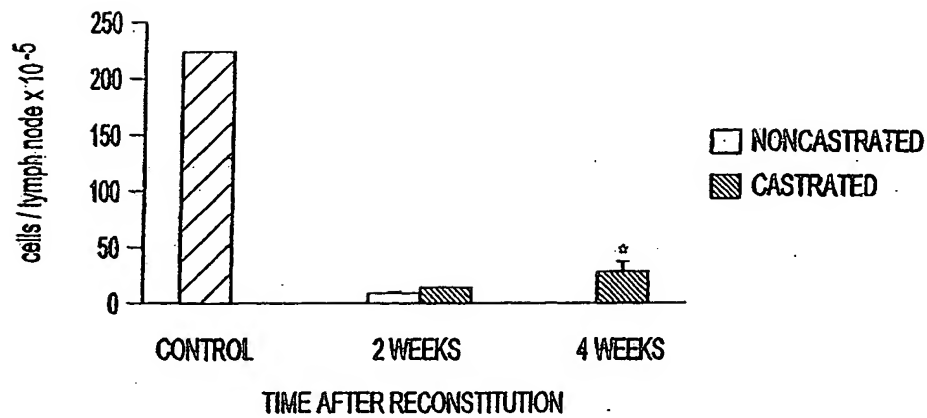 250
200
150
100
50
0
cells / lymph node x 10-5
NONCASTRATED
CASTRATED
☆
CONTROL 2 WEEKS 4 WEEKS
TIME AFTER RECONSTITUTION